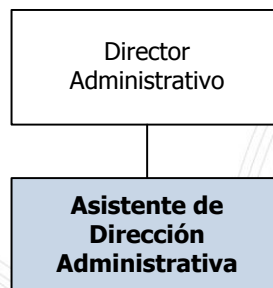 Director
Administrativo
Asistente de
Dirección
Administrativa